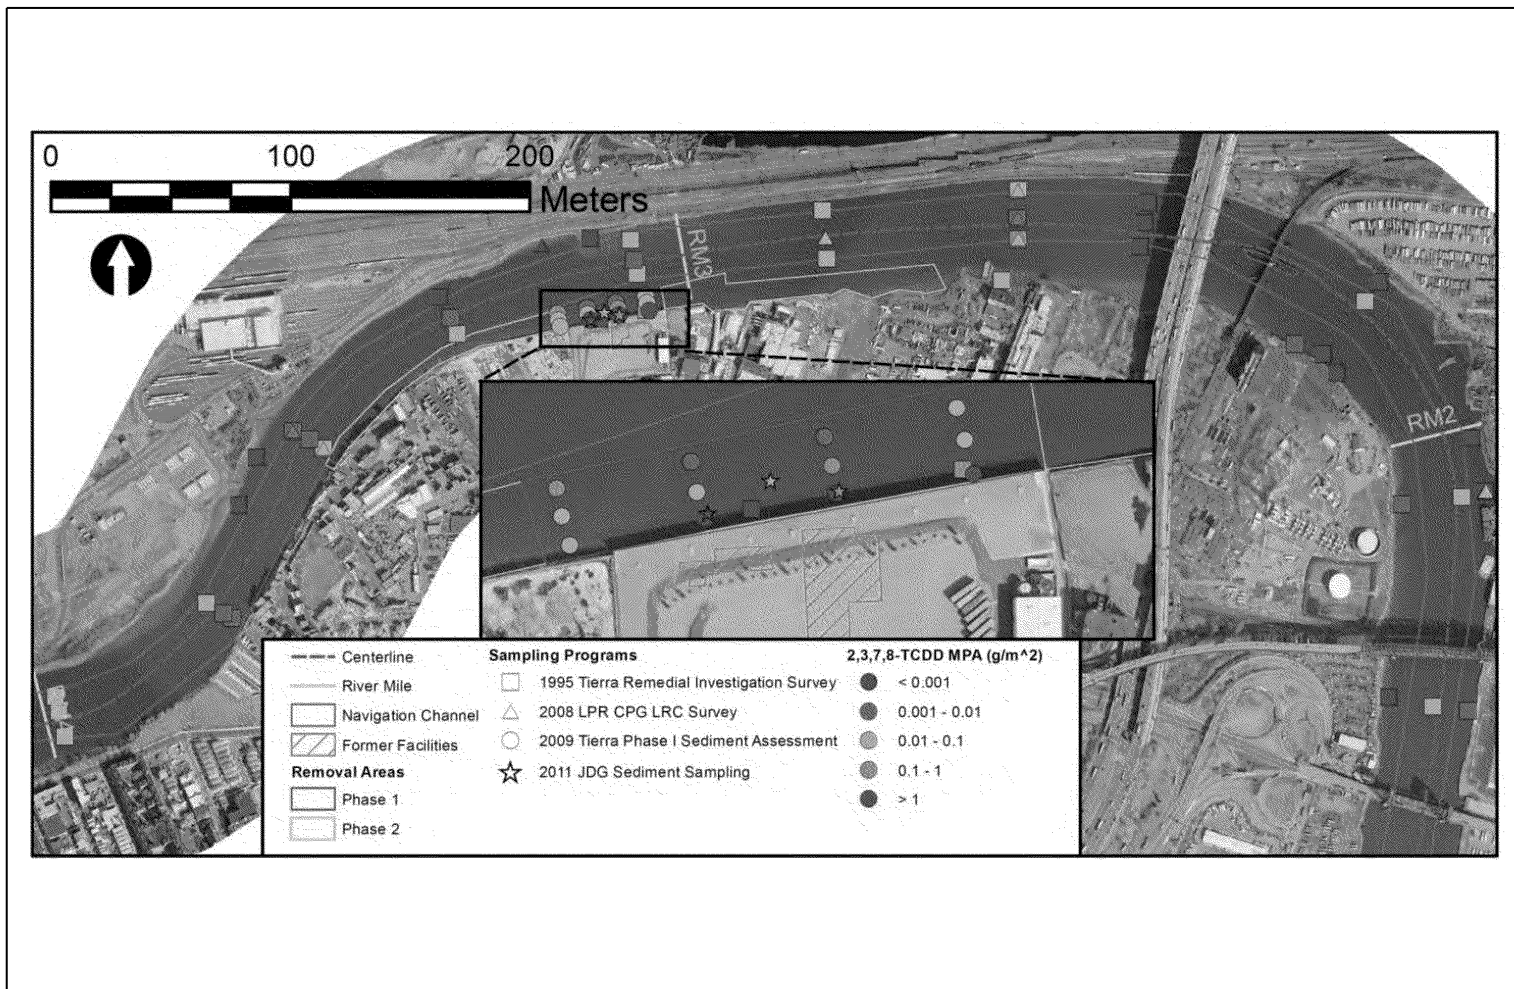 0 100 200
Meters
RM3
RM2
Centerline
River Mile
Navigation Channel
Former Facilities
Removal Areas
Phase 1
Phase 2
Sampling Programs
1995 Tierra Remedial Investigation Survey
2008 LPR CPG LRC Survey
2009 Tierra Phase I Sediment Assessment
2011 JDG Sediment Sampling
2,3,7,8-TCDD MPA (g/m^2)
< 0.001
0.001 - 0.01
0.01 - 0.1
0.1 - 1
> 1